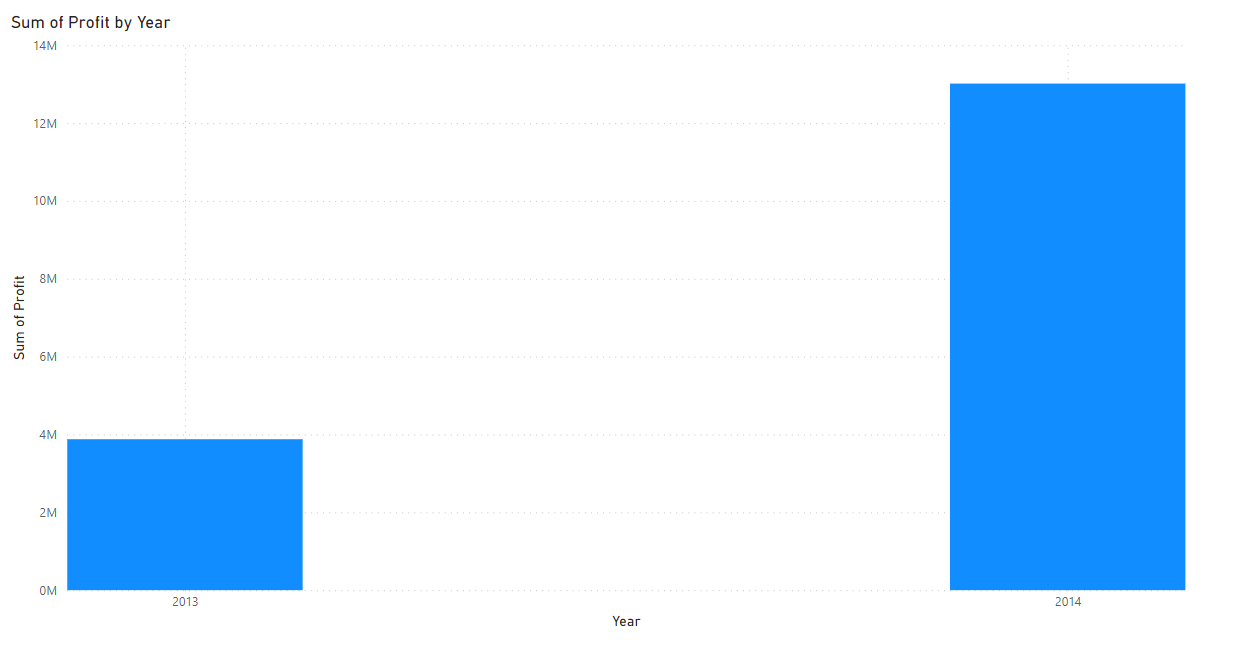 Sum of Profit by Year
14M
12M
10M
8M
6M
4M
2M
0M
Sum of Profit
2013
2014
Year